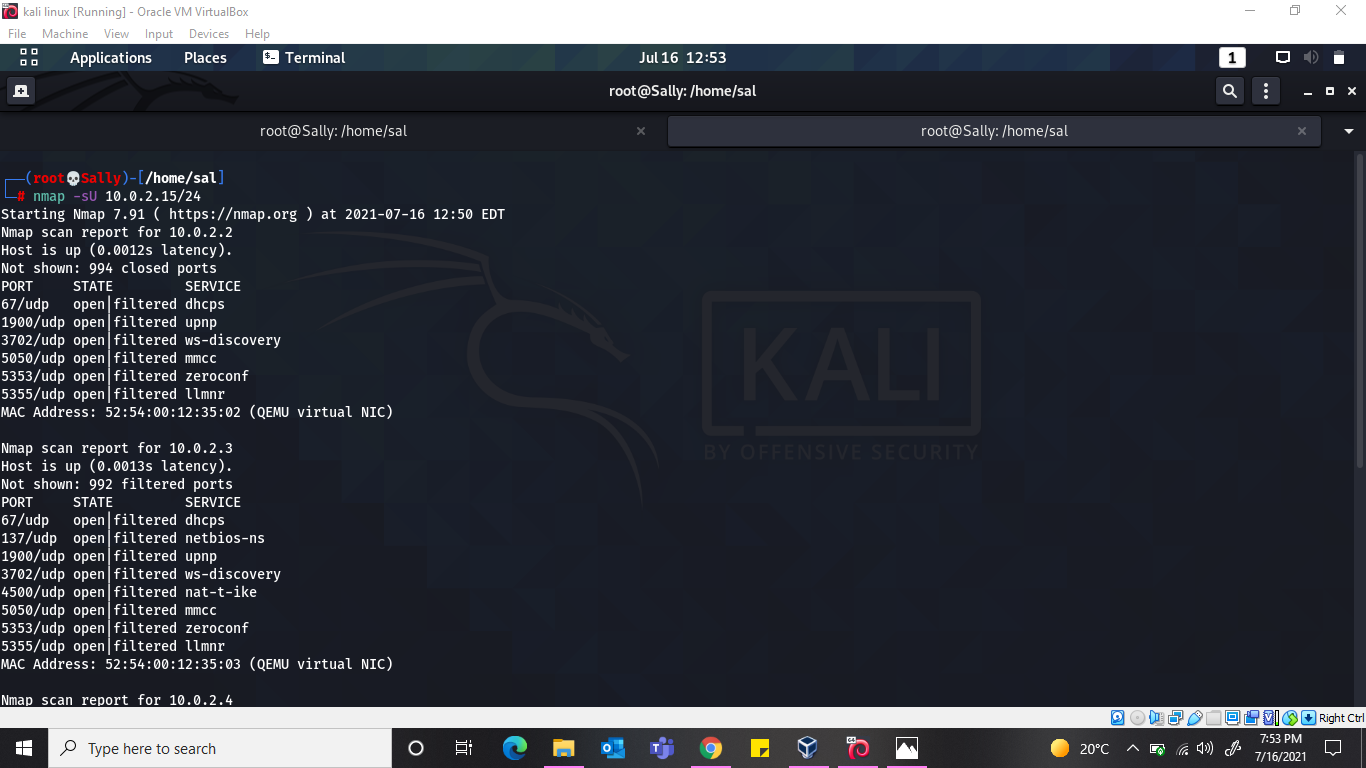 kali linux [Running] - Oracle VM VirtualBox
File Machine View Input Devices Help
Applications Places Terminal Jul 16 12:53 1
root@Sally: /home/sal
root@Sally: /home/sal root@Sally: /home/sal
(root💀Sally)-[/home/sal]
# nmap -sU 10.0.2.15/24
Starting Nmap 7.91 ( https://nmap.org ) at 2021-07-16 12:50 EDT
Nmap scan report for 10.0.2.2
Host is up (0.0012s latency).
Not shown: 994 closed ports
PORT STATE SERVICE
67/udp open|filtered dhcps
1900/udp open|filtered upnp
3702/udp open|filtered ws-discovery
5050/udp open|filtered mmcc
5353/udp open|filtered zeroconf
5355/udp open|filtered llmnr
MAC Address: 52:54:00:12:35:02 (QEMU virtual NIC)
Nmap scan report for 10.0.2.3
Host is up (0.0013s latency).
Not shown: 992 filtered ports
PORT STATE SERVICE
67/udp open|filtered dhcps
137/udp open|filtered netbios-ns
1900/udp open|filtered upnp
3702/udp open|filtered ws-discovery
4500/udp open|filtered nat-t-ike
5050/udp open|filtered mmcc
5353/udp open|filtered zeroconf
5355/udp open|filtered llmnr
MAC Address: 52:54:00:12:35:03 (QEMU virtual NIC)
Nmap scan report for 10.0.2.4
KALI
BY OFFENSIVE SECURITY
Right Ctrl
Type here to search
20°C
7:53 PM
7/16/2021